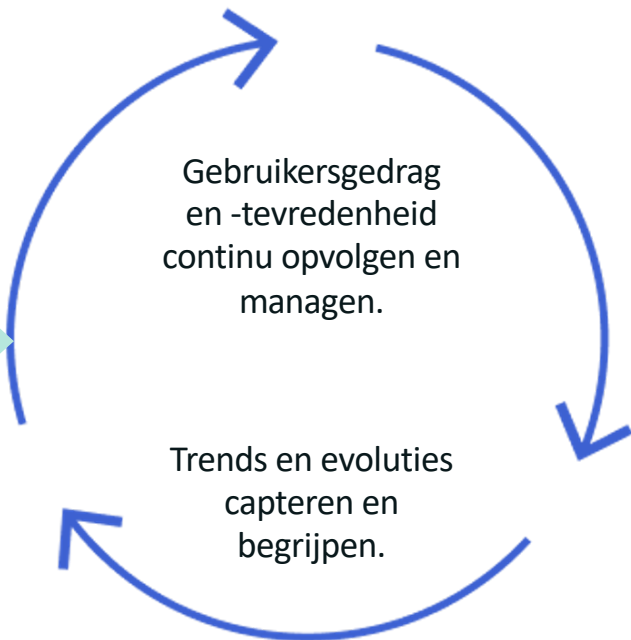 Gebruikersgedrag
en -tevredenheid
continu opvolgen en
managen.
Trends en evoluties
capteren en
begrijpen.